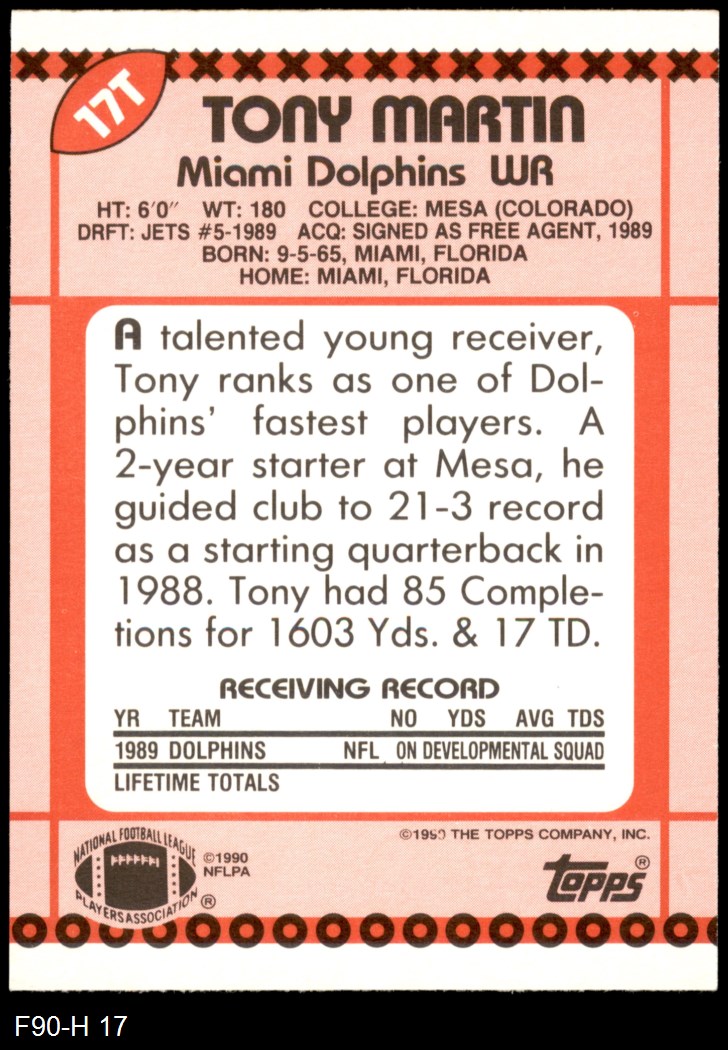 17T
TONY MARTIN
Miami Dolphins WR
HT: 6'0" WT: 180 COLLEGE: MESA (COLORADO)
DRFT: JETS #5-1989 ACQ: SIGNED AS FREE AGENT, 1989
BORN: 9-5-65, MIAMI, FLORIDA
HOME: MIAMI, FLORIDA
A talented young receiver,
Tony ranks as one of Dol-
phins' fastest players. A
2-year starter at Mesa, he
guided club to 21-3 record
as a starting quarterback in
1988. Tony had 85 Comple-
tions for 1603 Yds. & 17 TD.
RECEIVING RECORD
YR TEAM NO YDS AVG TDS
1989 DOLPHINS NFL ON DEVELOPMENTAL SQUAD
LIFETIME TOTALS
©1990 THE TOPPS COMPANY, INC.
NATIONAL FOOTBALL LEAGUE
PLAYERS ASSOCIATION ®
©1990
NFLPA
Topps®
F90-H 17